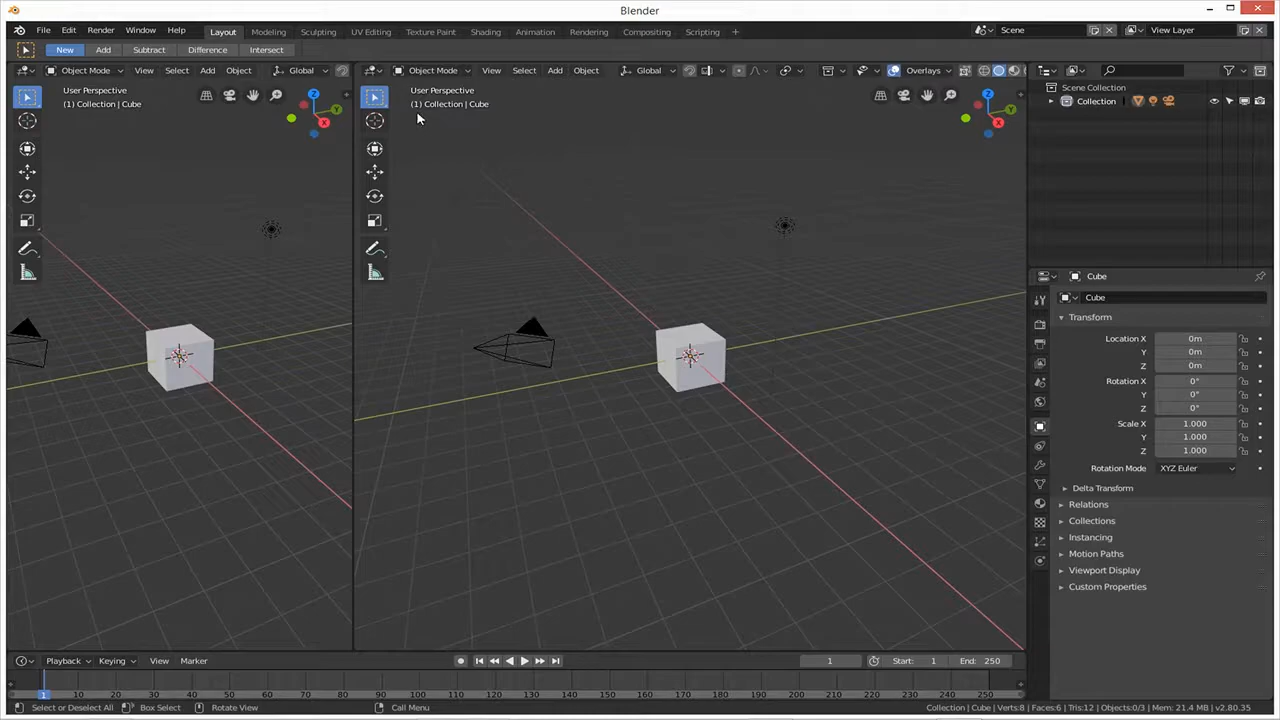 Blender
File Edit Render Window Help Layout Modeling Sculpting UV Editing Texture Paint Shading Animation Rendering Compositing Scripting + Scene View Layer
New Add Subtract Difference Intersect
Object Mode View Select Add Object Global Object Mode View Select Add Object Global Overlays
User Perspective
(1) Collection | Cube
User Perspective
(1) Collection | Cube
Z
Y
X
Z
Y
X
Scene Collection
Collection
Cube
Cube
Transform
Location X 0m
Y 0m
Z 0m
Rotation X 0°
Y 0°
Z 0°
Scale X 1.000
Y 1.000
Z 1.000
Rotation Mode XYZ Euler
Delta Transform
Relations
Collections
Instancing
Motion Paths
Viewport Display
Custom Properties
Playback Keying View Marker 1 Start: 1 End: 250
1 10 20 30 40 50 60 70 80 90 100 110 120 130 140 150 160 170 180 190 200 210 220 230 240 250
Select or Deselect All Box Select Rotate View Call Menu Collection | Cube | Verts:8 | Faces:6 | Tris:12 | Objects:0/3 | Mem: 21.4 MB | v2.80.35